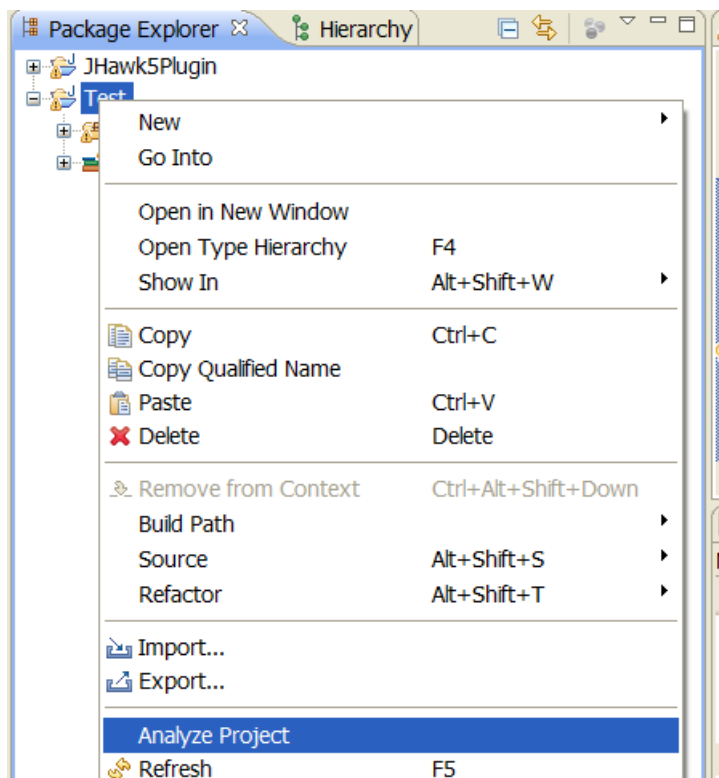 Package Explorer Hierarchy
JHawk5Plugin
Test
New
Go Into
Open in New Window
Open Type Hierarchy F4
Show In Alt+Shift+W
Copy Ctrl+C
Copy Qualified Name
Paste Ctrl+V
Delete Delete
Remove from Context Ctrl+Alt+Shift+Down
Build Path
Source Alt+Shift+S
Refactor Alt+Shift+T
Import...
Export...
Analyze Project
Refresh F5